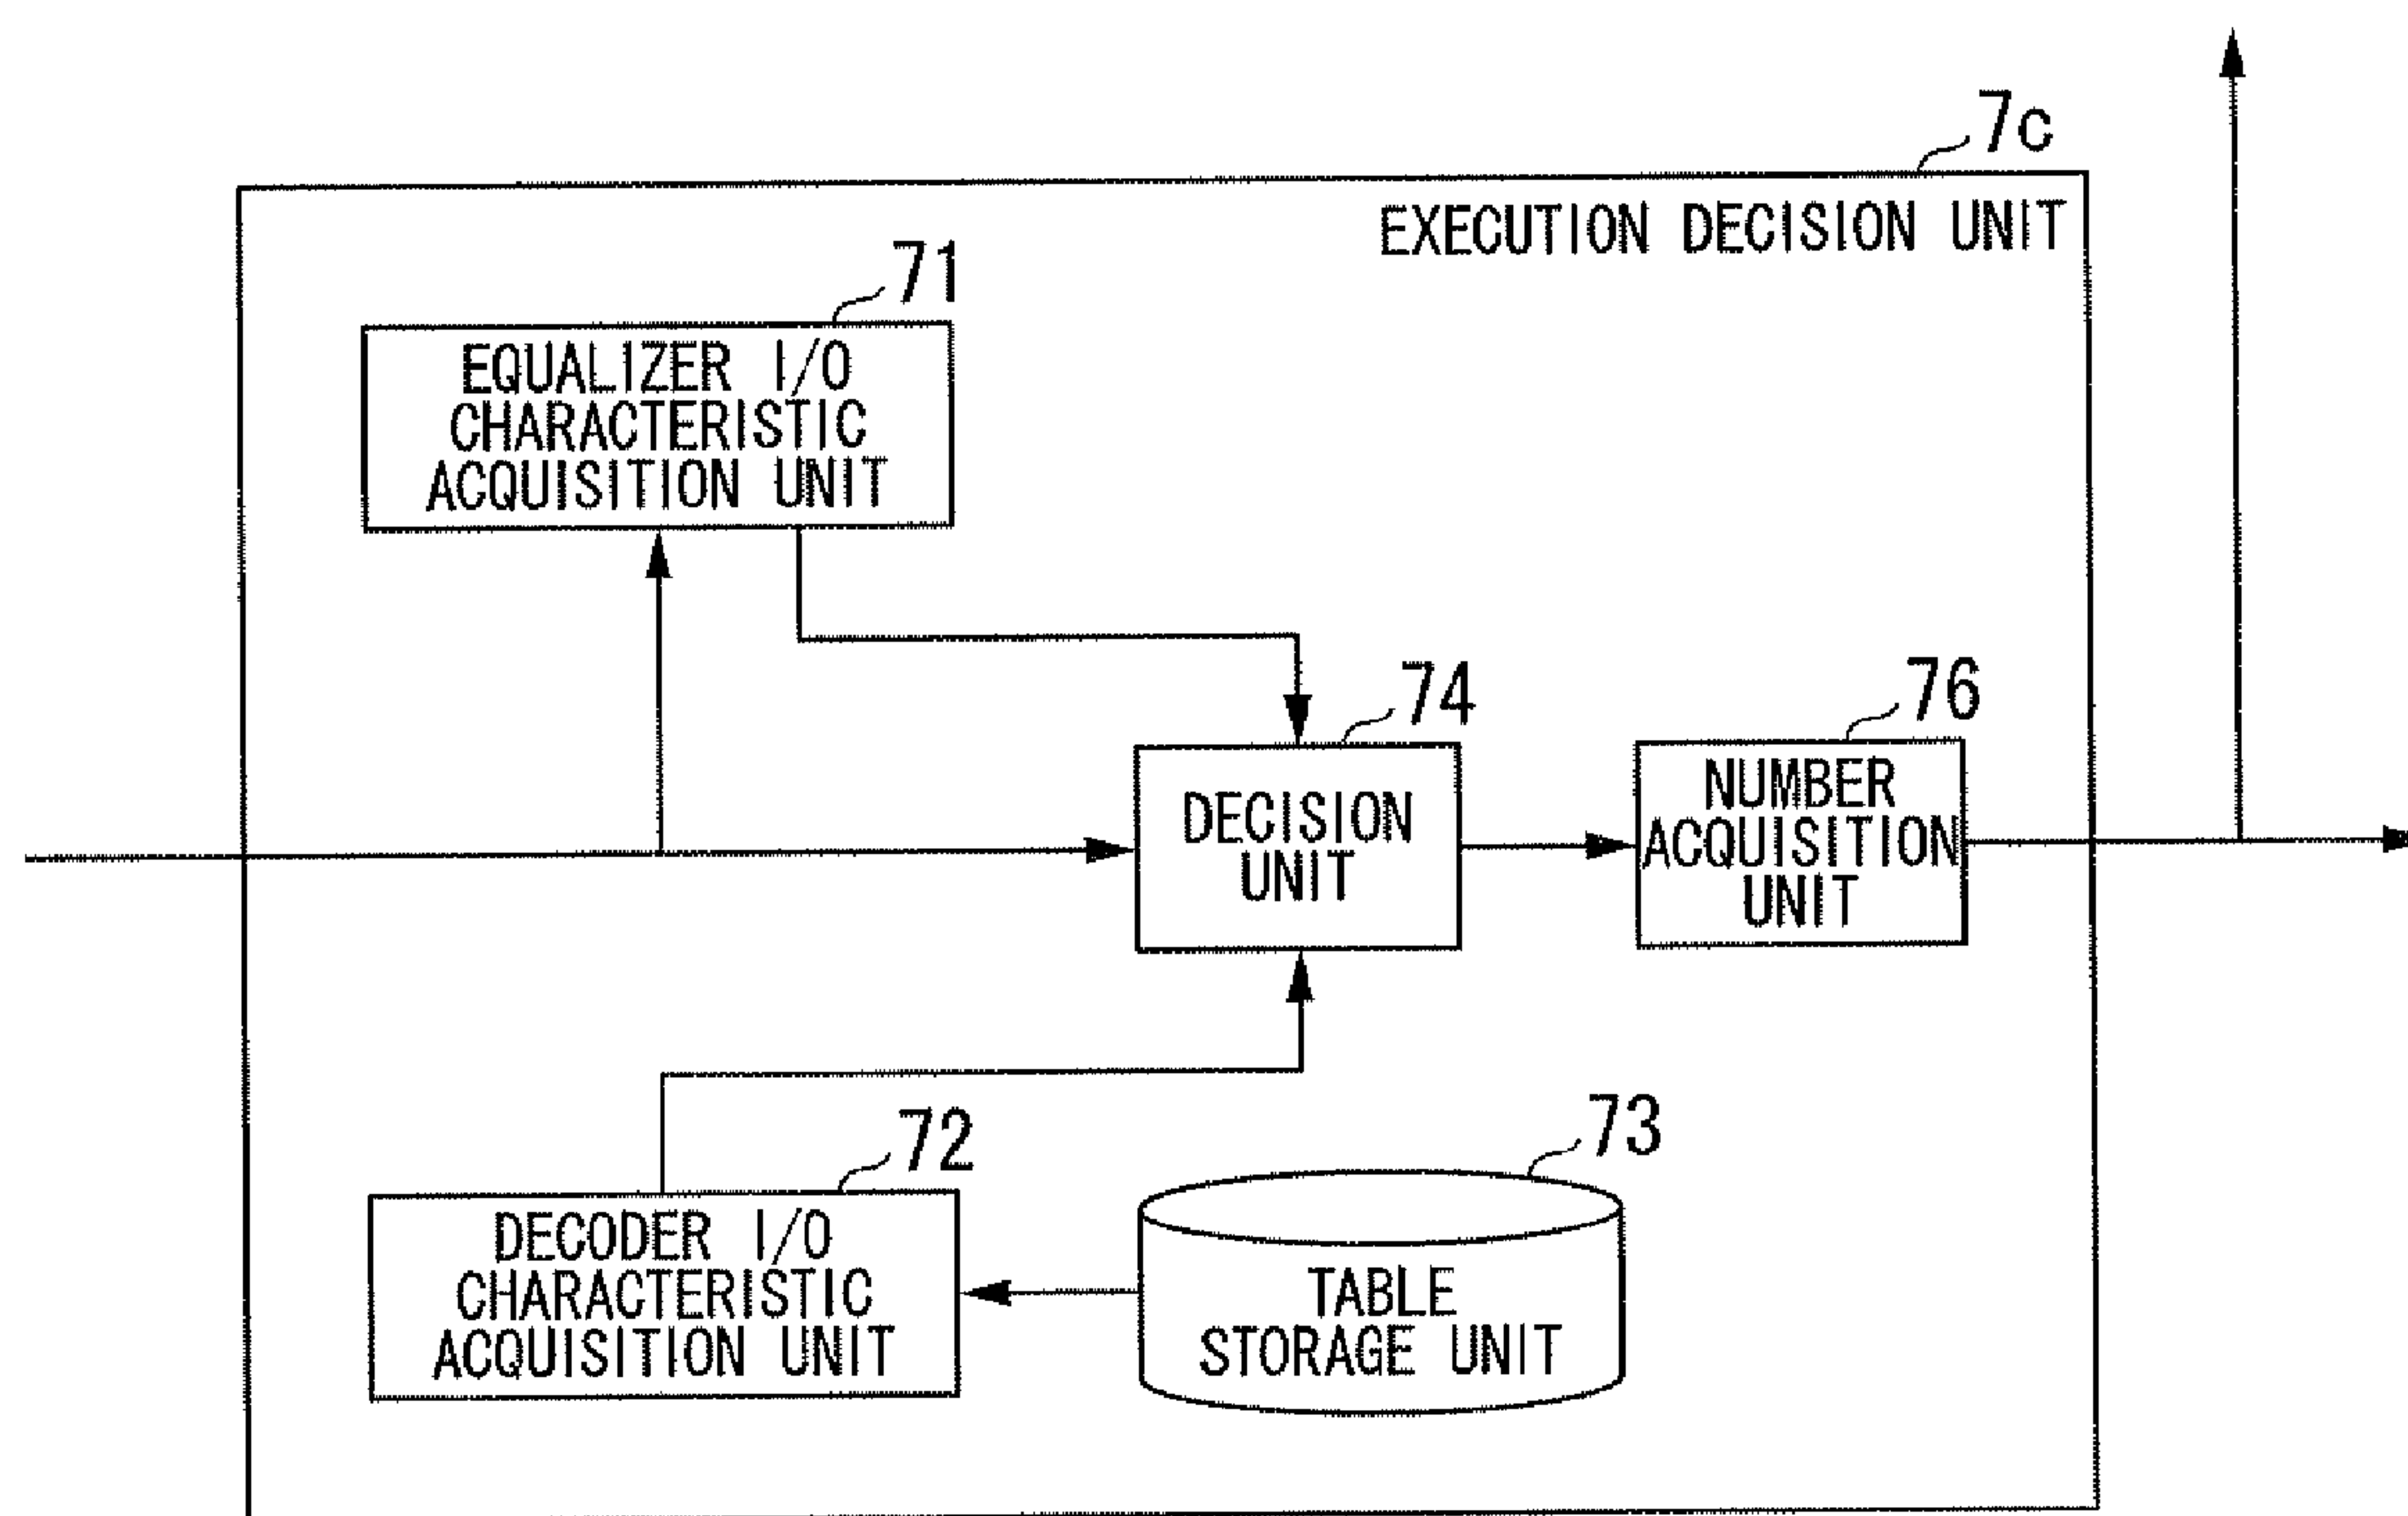 7c
EXECUTION DECISION UNIT
71
EQUALIZER I/O
CHARACTERISTIC
ACQUISITION UNIT
74
DECISION
UNIT
76
NUMBER
ACQUISITION
UNIT
72
DECODER I/O
CHARACTERISTIC
ACQUISITION UNIT
73
TABLE
STORAGE UNIT